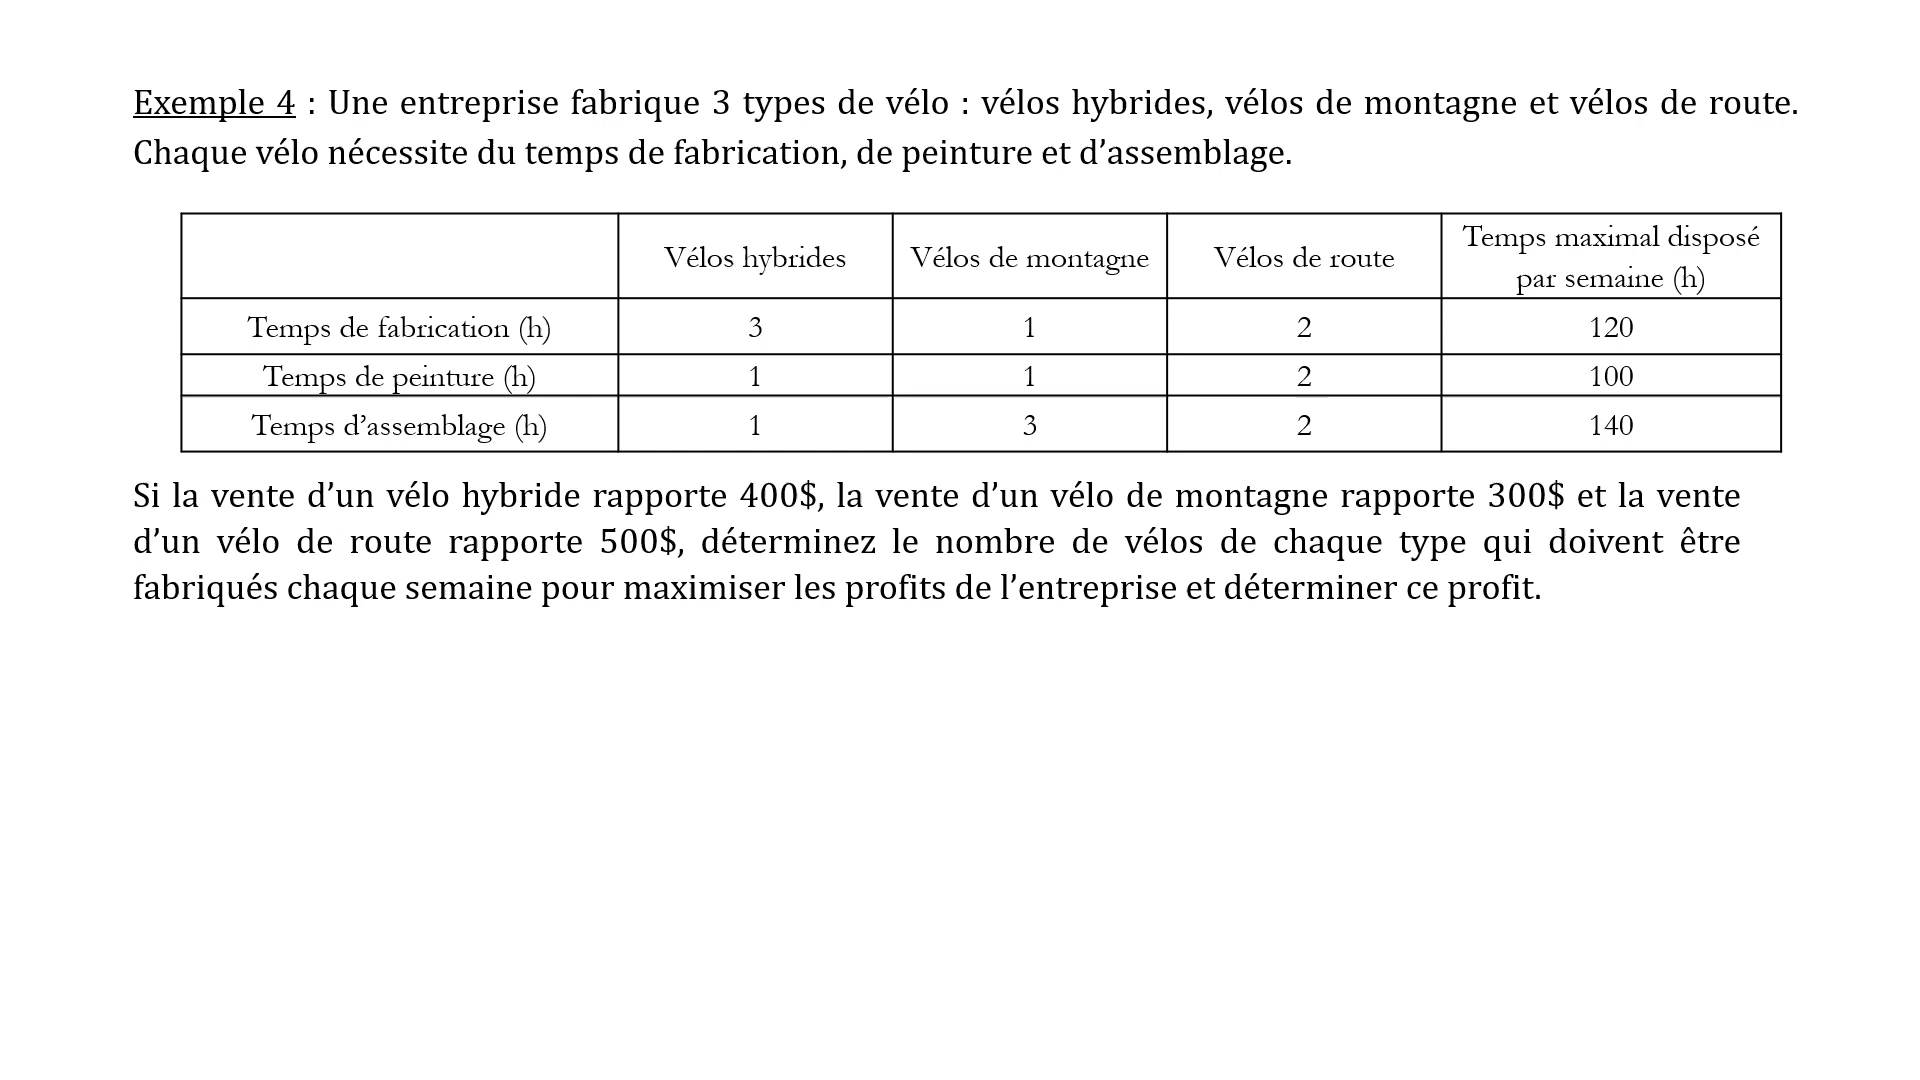 Exemple 4 : Une entreprise fabrique 3 types de vélo : vélos hybrides, vélos de montagne et vélos de route.
Chaque vélo nécessite du temps de fabrication, de peinture et d’assemblage.
Vélos hybrides Vélos de montagne Vélos de route Temps maximal disposé
par semaine (h)
Temps de fabrication (h) 3 1 2 120
Temps de peinture (h) 1 1 2 100
Temps d’assemblage (h) 1 3 2 140
Si la vente d’un vélo hybride rapporte 400$, la vente d’un vélo de montagne rapporte 300$ et la vente
d’un vélo de route rapporte 500$, déterminez le nombre de vélos de chaque type qui doivent être
fabriqués chaque semaine pour maximiser les profits de l’entreprise et déterminer ce profit.